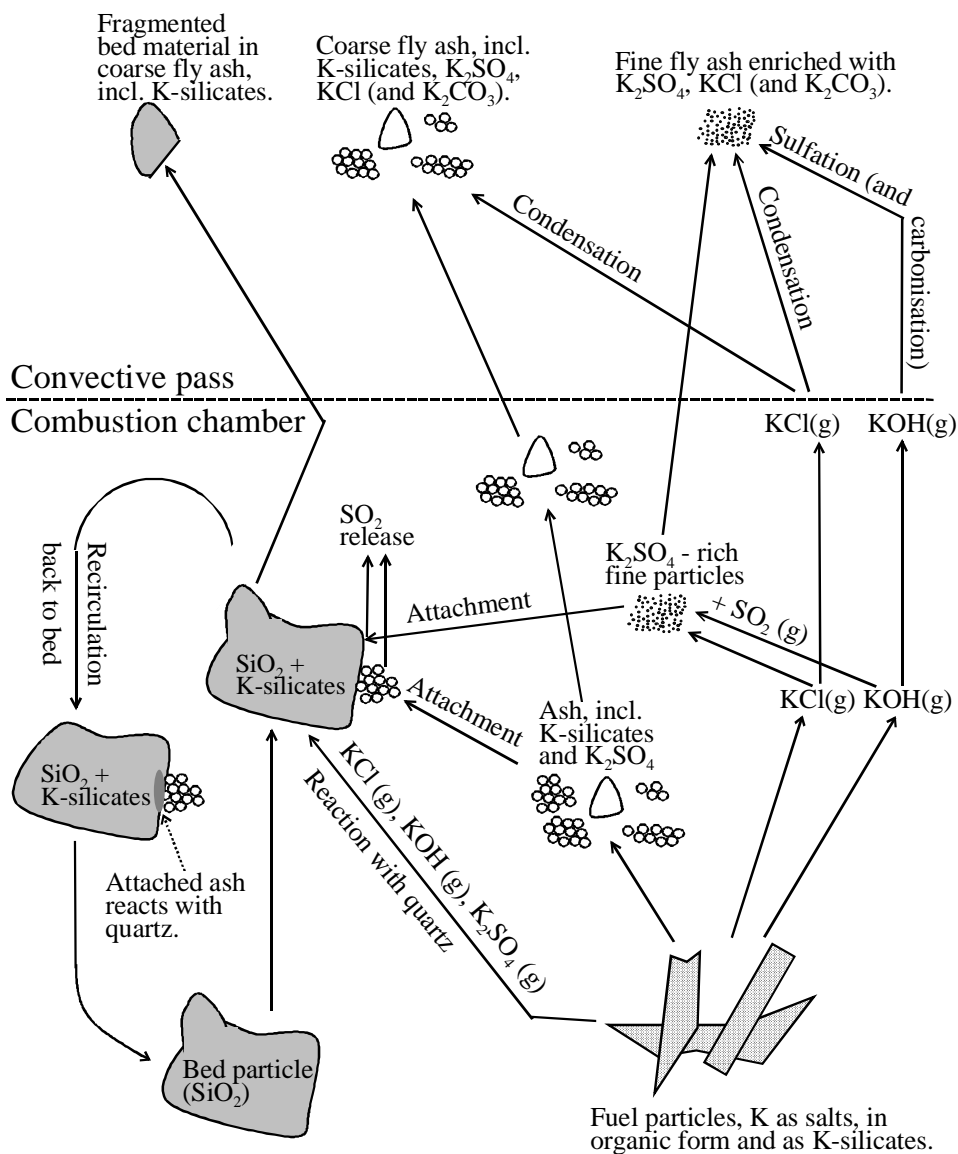 Fragmented
bed material in
coarse fly ash,
incl. K-silicates.
Coarse fly ash, incl.
K-silicates, K₂SO₄,
KCl (and K₂CO₃).
Fine fly ash enriched with
K₂SO₄, KCl (and K₂CO₃).
Sulfation (and
carbonisation)
Condensation
Condensation
Convective pass
Combustion chamber
KCl(g)
KOH(g)
Recirculation
back to bed
SO₂
release
K₂SO₄ - rich
fine particles
Attachment
+ SO₂ (g)
SiO₂ +
K-silicates
Attachment
KCl(g)
KOH(g)
Ash, incl.
K-silicates
and K₂SO₄
SiO₂ +
K-silicates
KCl (g), KOH (g), K₂SO₄ (g)
Reaction with quartz
Attached ash
reacts with
quartz.
Bed particle
(SiO₂)
Fuel particles, K as salts, in
organic form and as K-silicates.